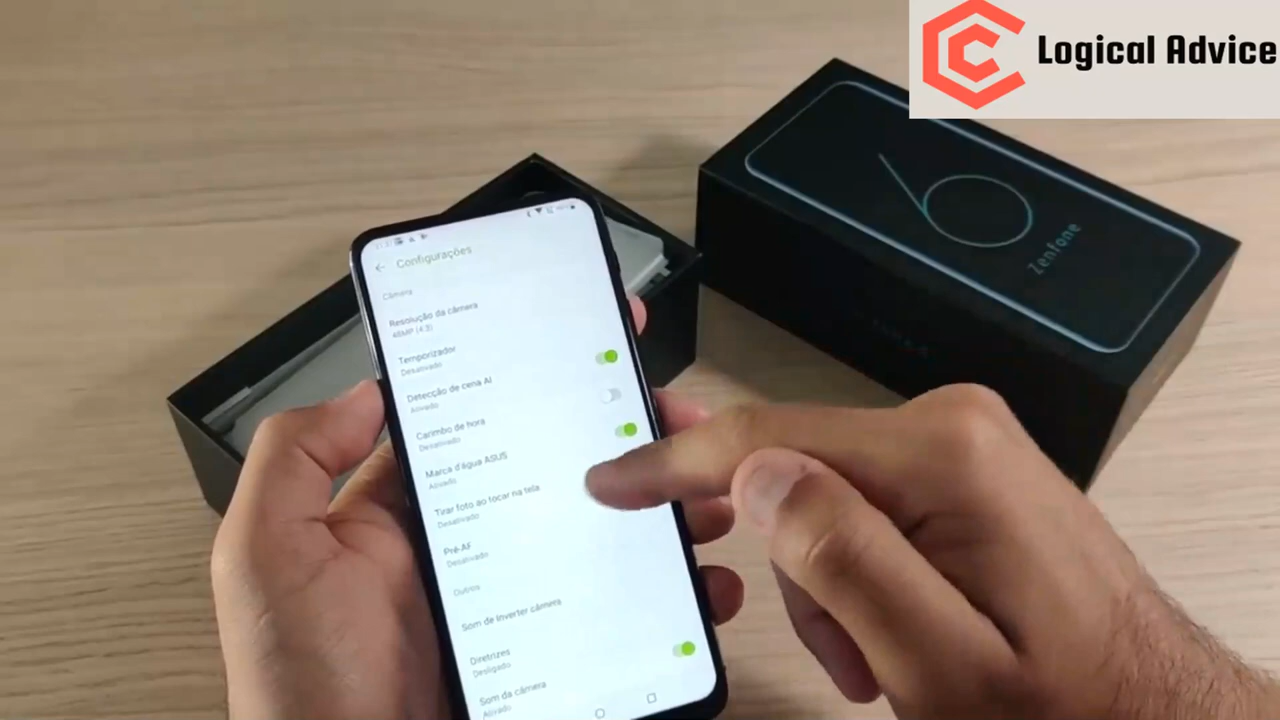 Logical Advice
6
Zenfone
Configurações
Câmera
Resolução da câmera
48MP (4:3)
Temporizador
Desativado
Detecção de cena AI
Ativado
Carimbo de hora
Desativado
Marca d'água ASUS
Ativado
Tirar foto ao tocar na tela
Desativado
Pré-AF
Desativado
Outros
Som de Inverter câmera
Diretrizes
Desligado
Som da câmera
Ativado